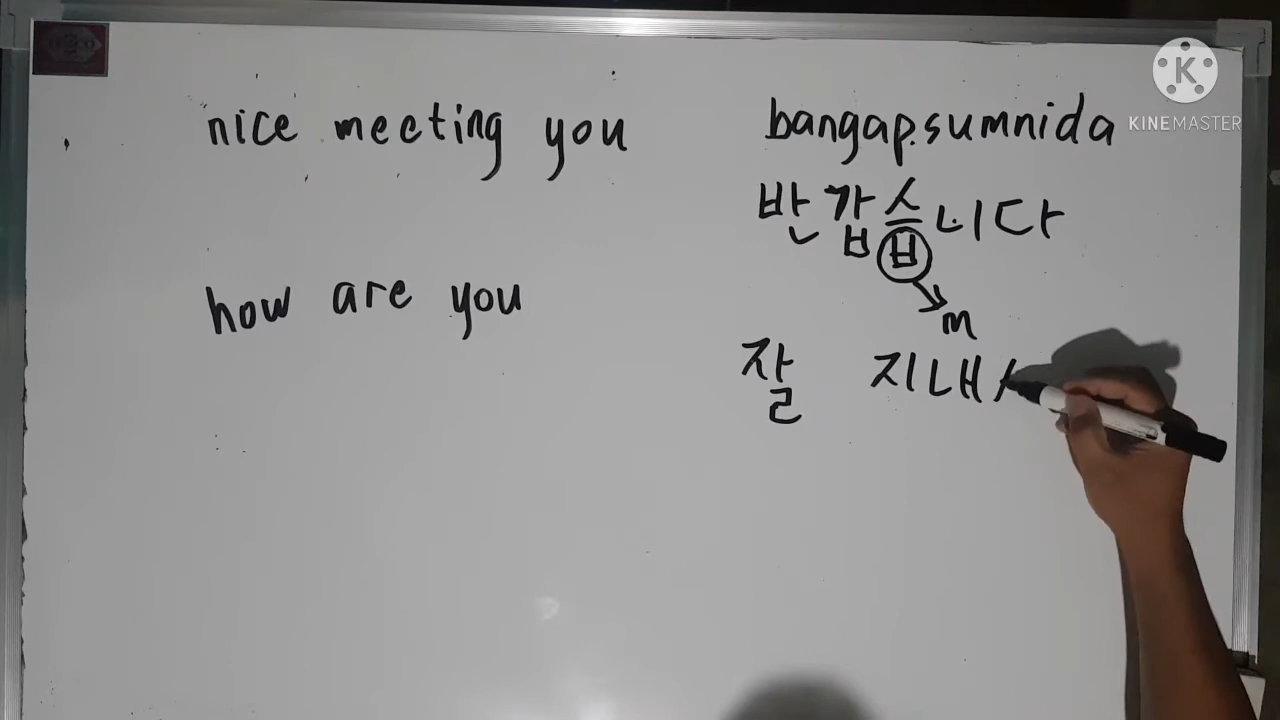 nice meeting you
bangap.sumnida
KINEMASTER
반갑습니다
m
how are you
잘 지내